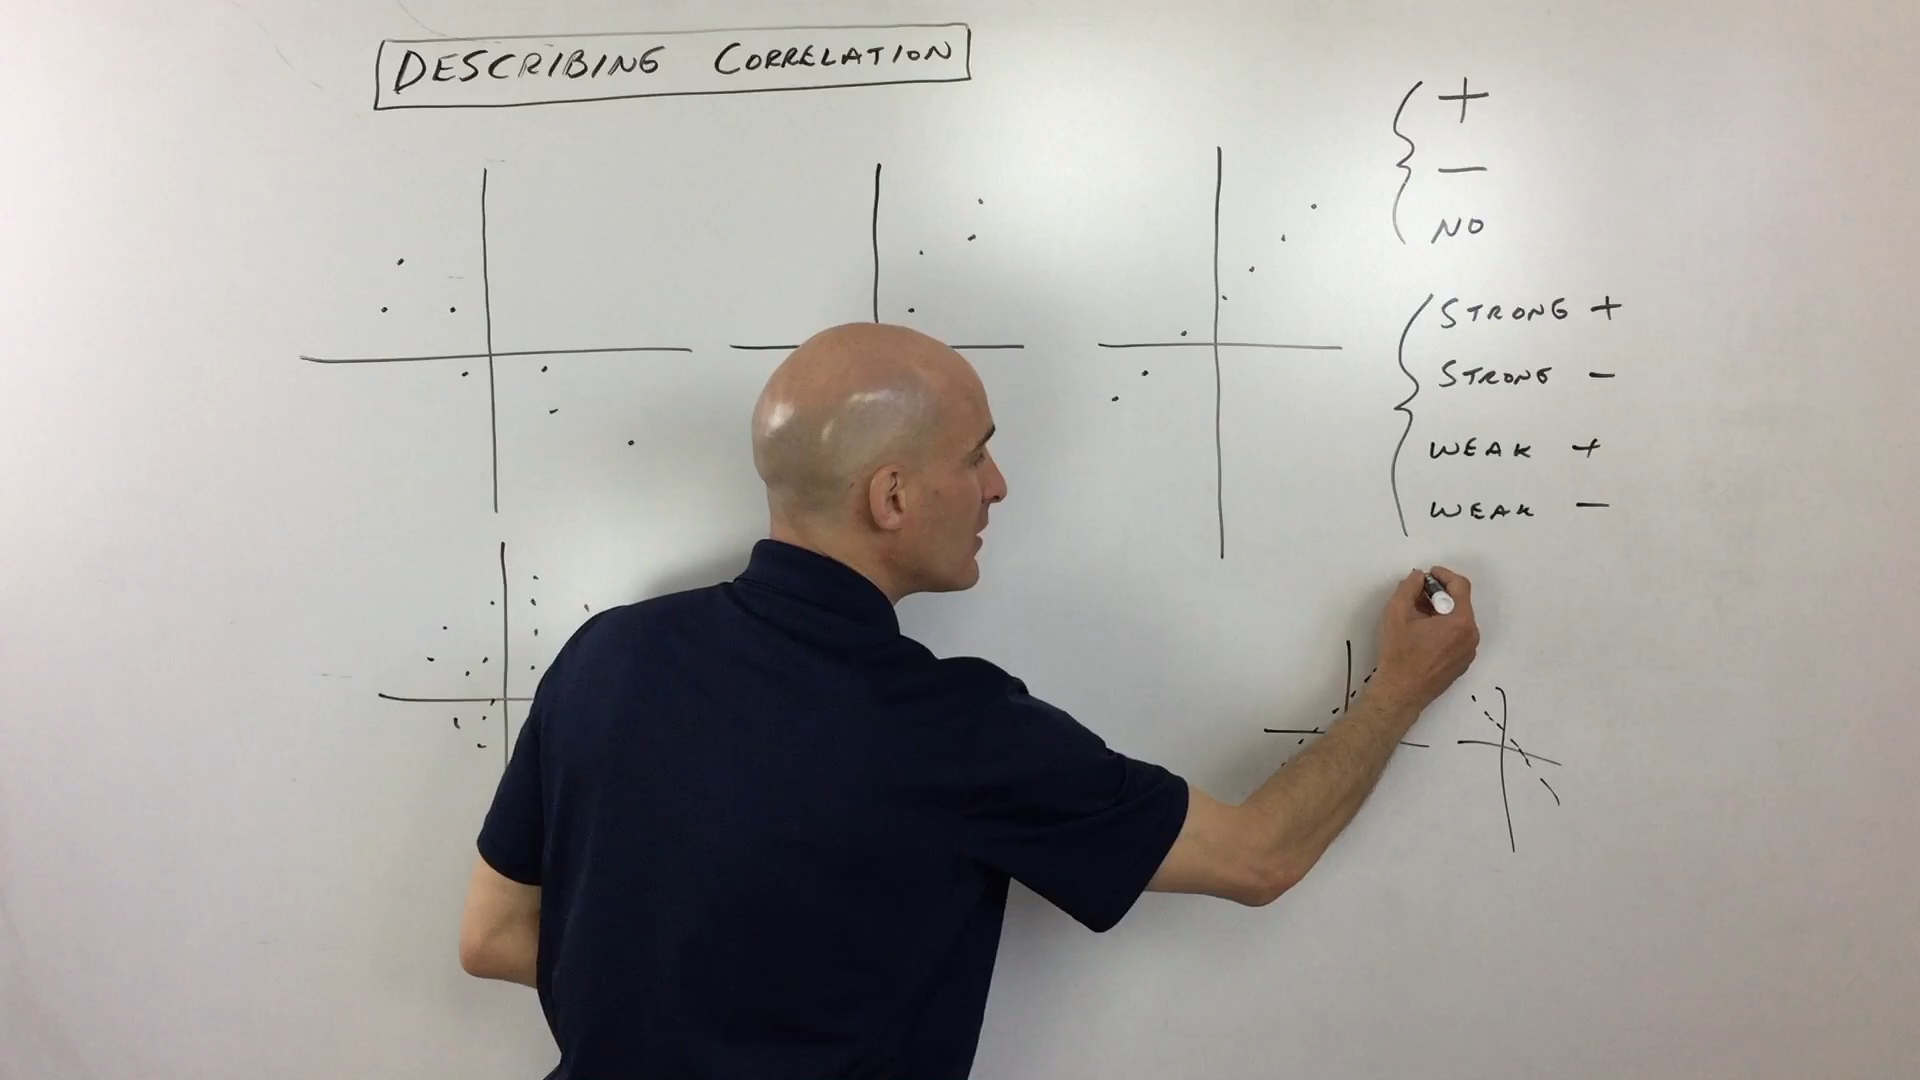 DESCRIBING CORRELATION
+
−
NO
STRONG +
STRONG −
WEAK +
WEAK −